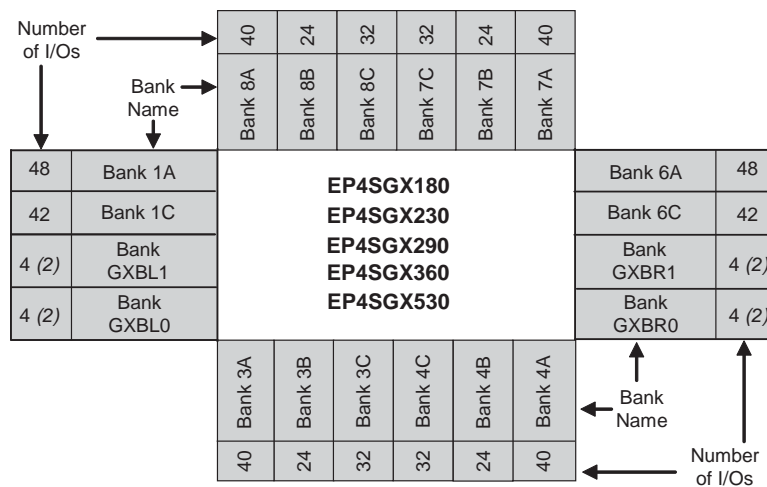 Number
of I/Os
40 24 32 32 24 40
Bank
Name
Bank 8A Bank 8B Bank 8C Bank 7C Bank 7B Bank 7A
48 Bank 1A
42 Bank 1C
4 (2) Bank
GXBL1
4 (2) Bank
GXBL0
EP4SGX180
EP4SGX230
EP4SGX290
EP4SGX360
EP4SGX530
Bank 6A 48
Bank 6C 42
Bank
GXBR1 4 (2)
Bank
GXBR0 4 (2)
Bank 3A Bank 3B Bank 3C Bank 4C Bank 4B Bank 4A
Bank
Name
40 24 32 32 24 40
Number
of I/Os